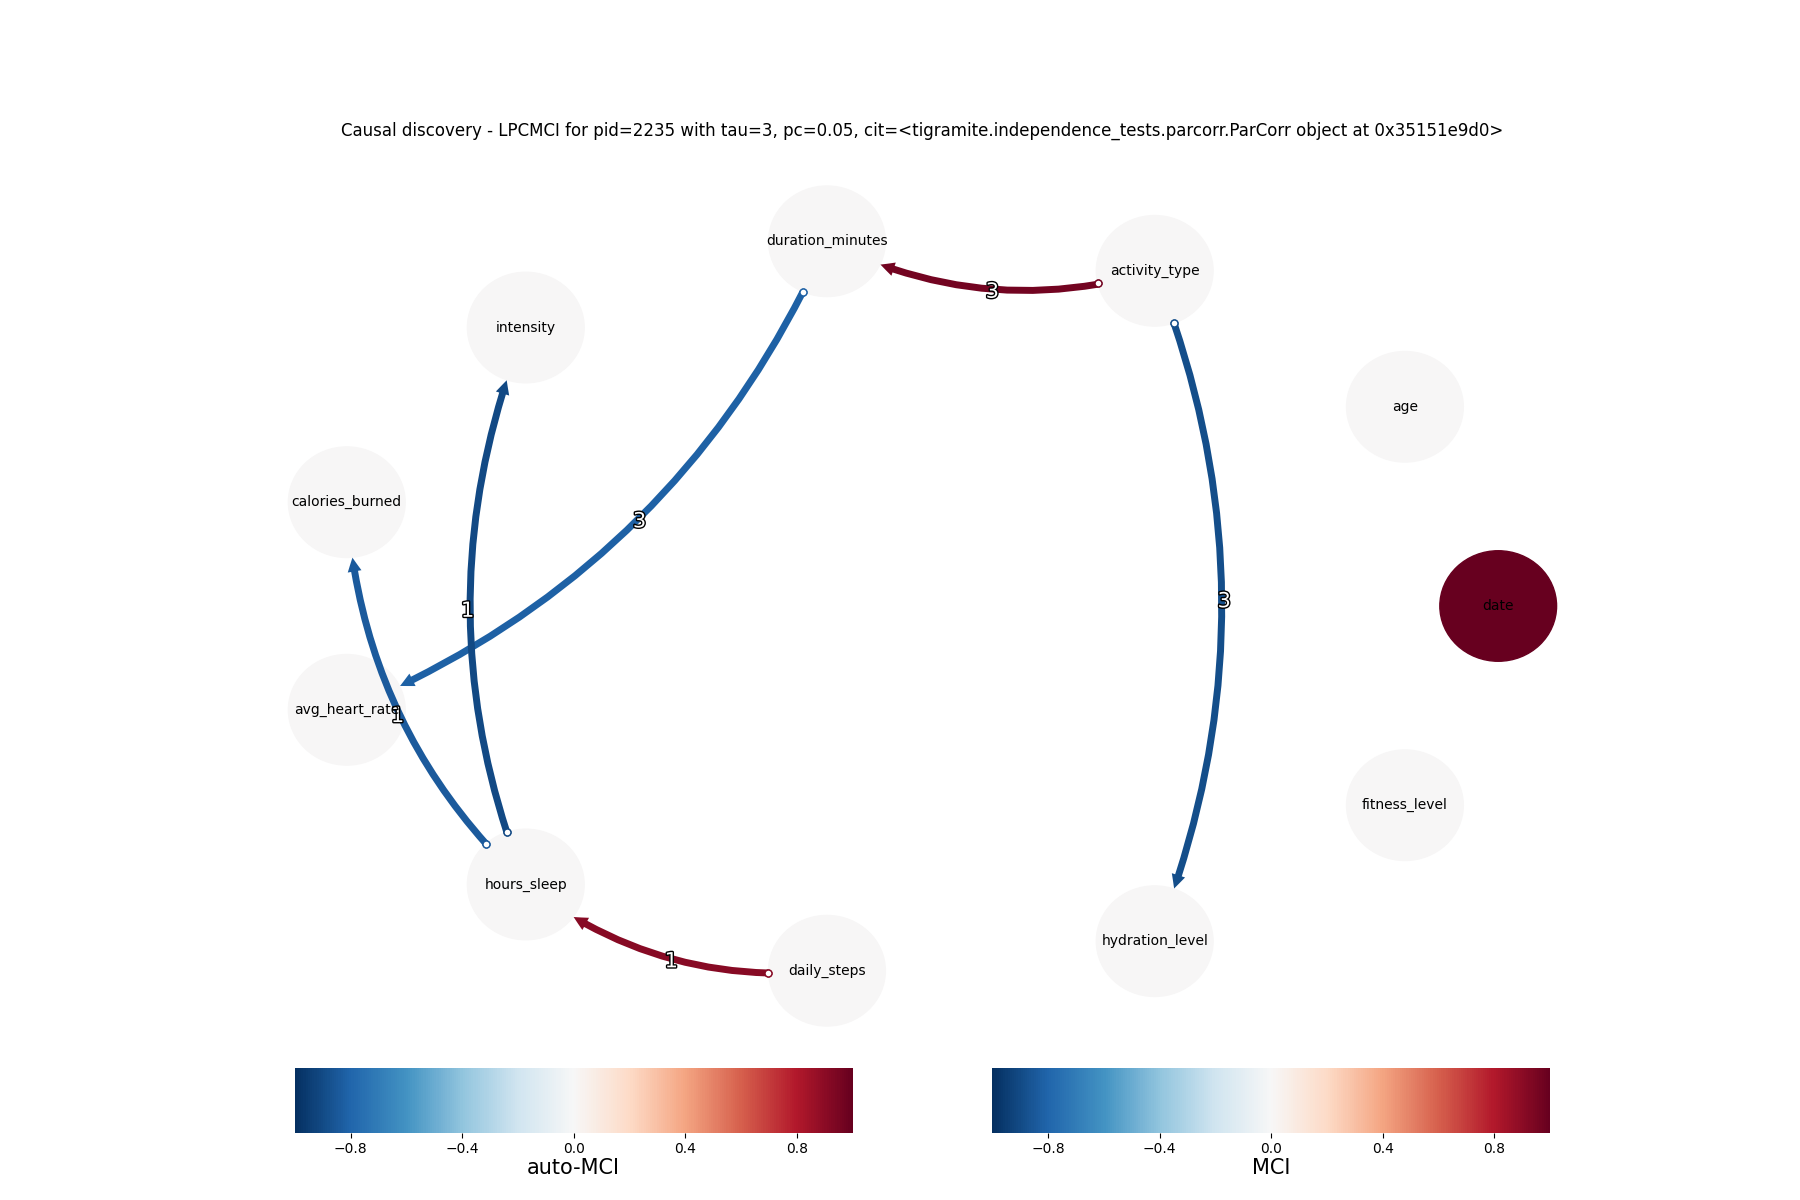 Causal discovery - LPCMCI for pid=2235 with tau=3, pc=0.05, cit=<tigramite.independence_tests.parcorr.ParCorr object at 0x35151e9d0>
duration_minutes
activity_type
3
intensity
age
calories_burned
3
date
3
1
avg_heart_rate
1
fitness_level
hours_sleep
hydration_level
1
daily_steps
−0.8 −0.4 0.0 0.4 0.8
auto-MCI
−0.8 −0.4 0.0 0.4 0.8
MCI